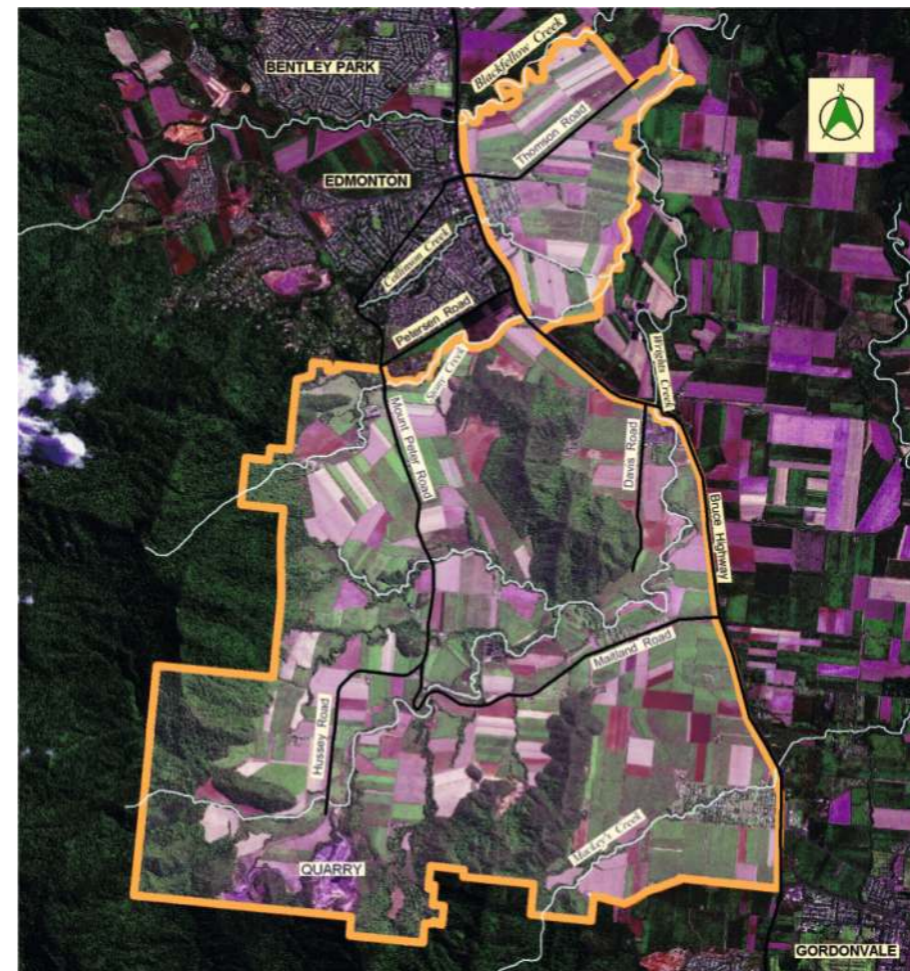 Blackfellow Creek
BENTLEY PARK
N
Thomson Road
EDMONTON
Collinson Creek
Petersen Road
Stony Creek
Wrights Creek
Mount Peter Road
Davis Road
Bruce Highway
Maitland Road
Hussey Road
Mackey's Creek
QUARRY
GORDONVALE